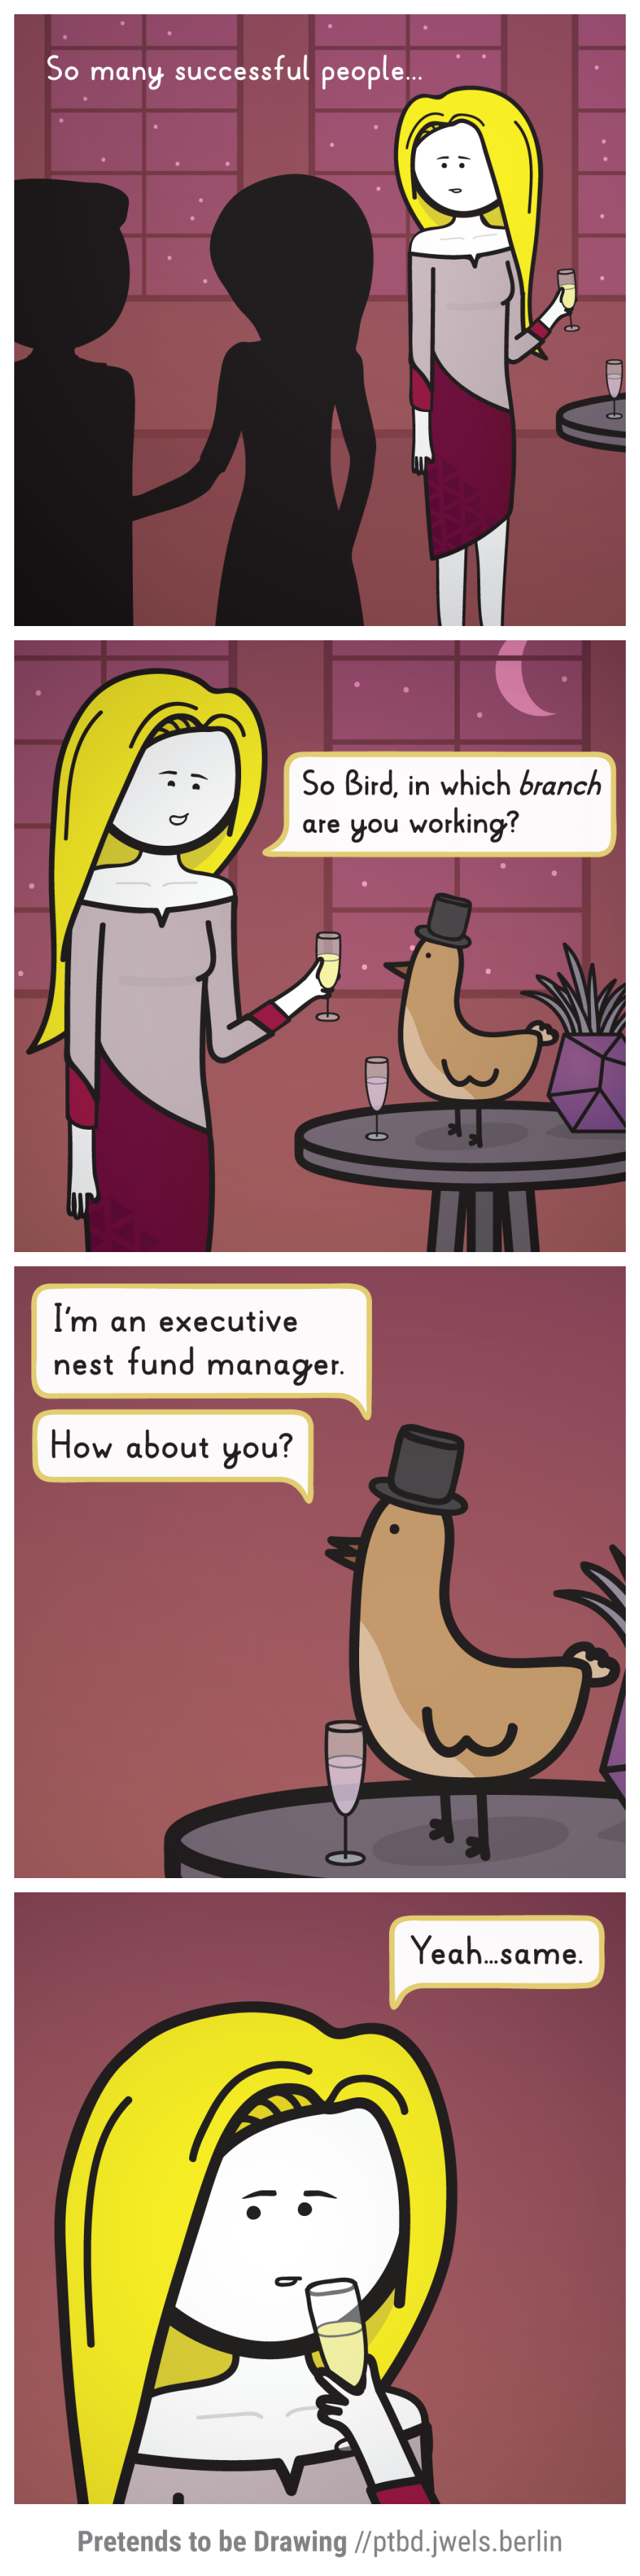 So many successful people...
So Bird, in which branch
are you working?
I'm an executive
nest fund manager.
How about you?
Yeah...same.
Pretends to be Drawing //ptbd.jwels.berlin